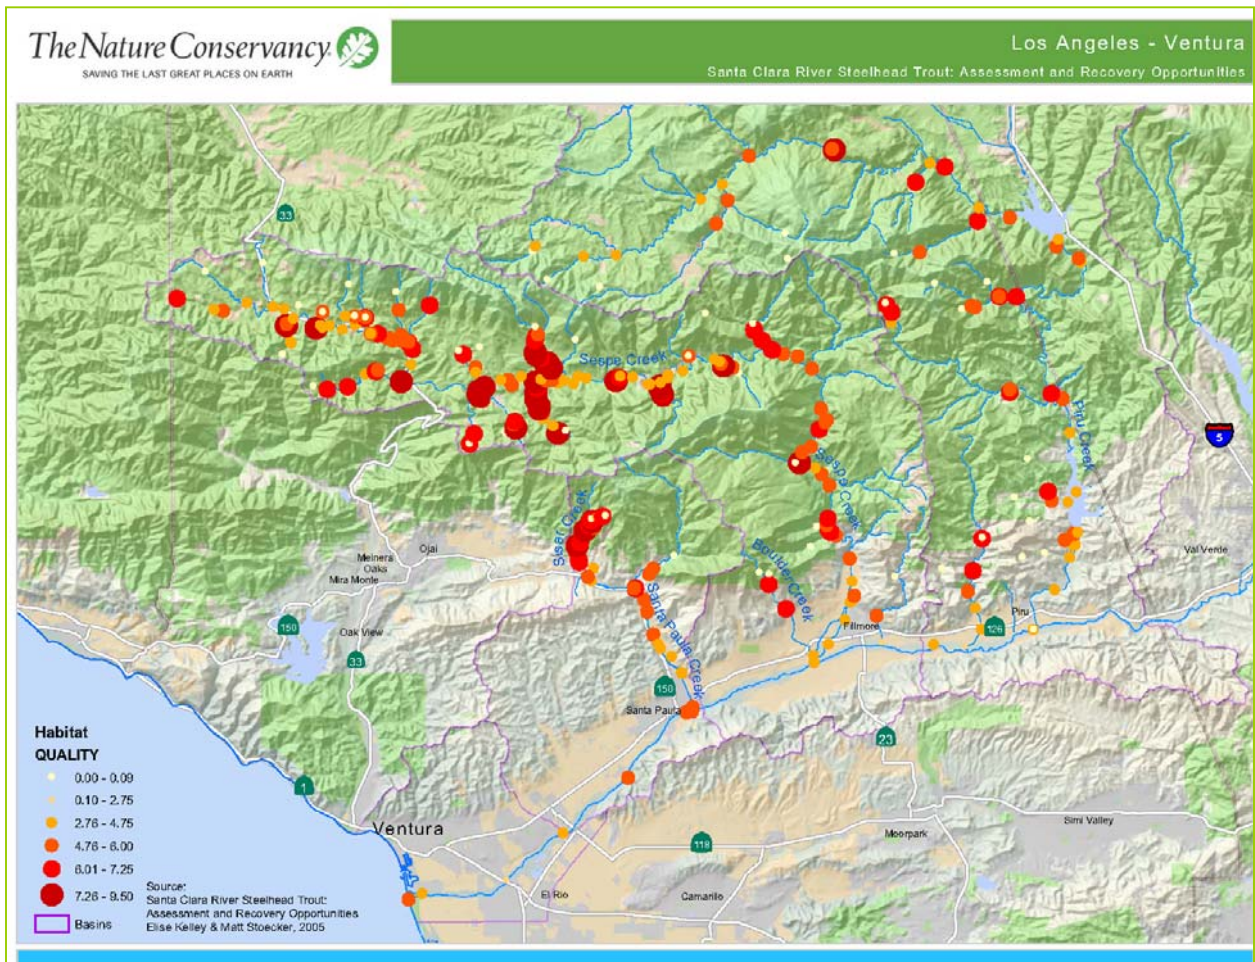 The Nature Conservancy
SAVING THE LAST GREAT PLACES ON EARTH
Los Angeles - Ventura
Santa Clara River Steelhead Trout: Assessment and Recovery Opportunities
33
Sespe Creek
Piru Creek
5
Sespe Creek
Sisar Creek
Boulder Creek
Val Verde
Ojai
Meinera
Oaks
Mira Monte
Santa Paula Creek
150
Oak View
33
Fillmore
126
Piru
150
Santa Paula
23
1
Ventura
118
Moorpark
Simi Valley
El Rio
Camarillo
Habitat
QUALITY
0.00 - 0.09
0.10 - 2.75
2.76 - 4.75
4.76 - 6.00
6.01 - 7.25
7.26 - 9.50
Basins
Source:
Santa Clara River Steelhead Trout:
Assessment and Recovery Opportunities
Elise Kelley & Matt Stoecker, 2005